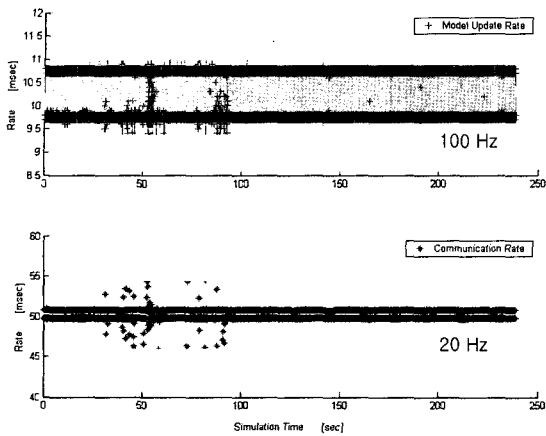 12
11.5
11
10.5
10
9.5
9
8.5
Rate [msec]
+ Model Update Rate
100 Hz
0 50 100 150 200 250
60
55
50
45
40
Rate [msec]
Communication Rate
20 Hz
0 50 100 150 200 250
Simulation Time [sec]